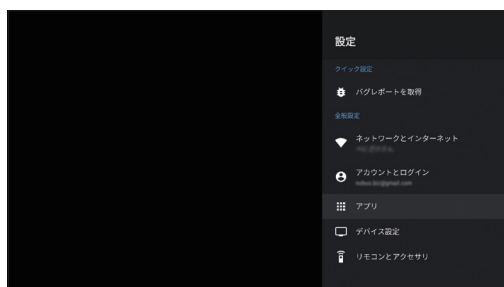 設定
クイック設定
バグレポートを取得
全般設定
ネットワークとインターネット
アカウントとログイン
アプリ
デバイス設定
リモコンとアクセサリ